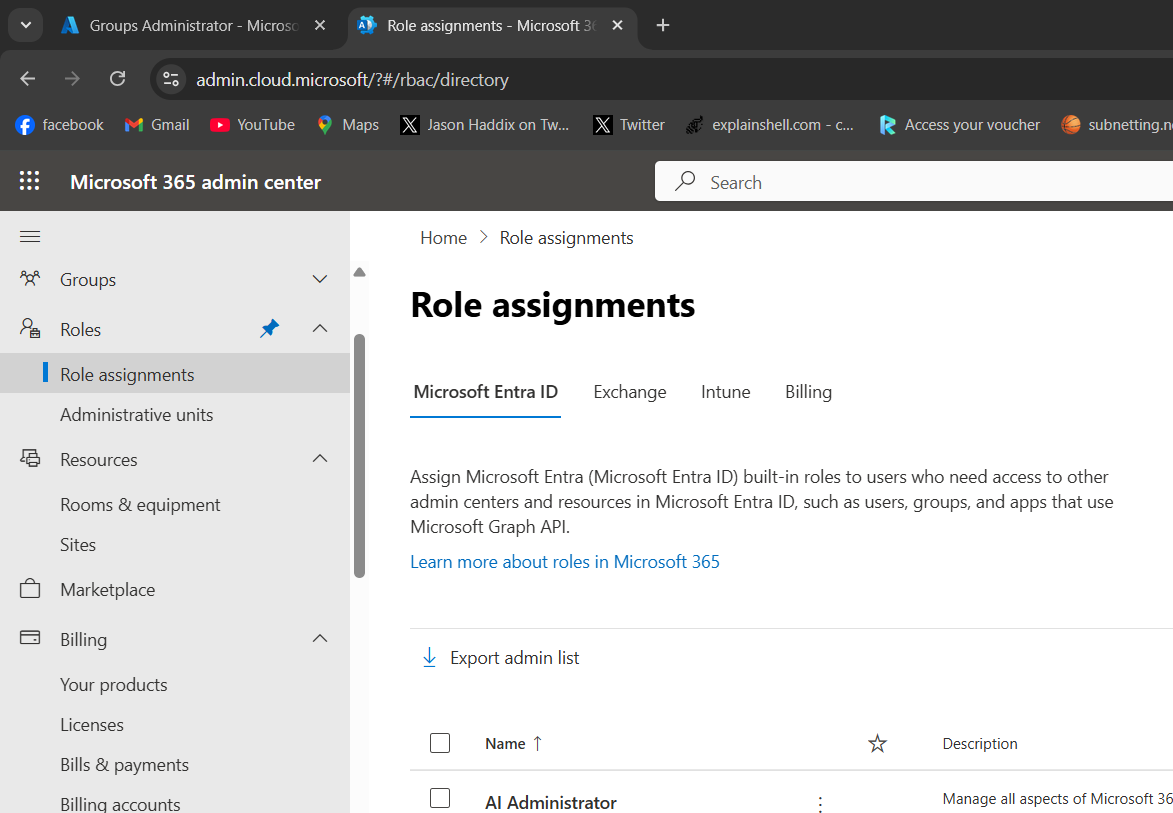 Groups Administrator - Micros
Role assignments - Microsoft 3
admin.cloud.microsoft/?#/rbac/directory
facebook
Gmail
YouTube
Maps
Jason Haddix on Tw...
Twitter
explainshell.com - c...
Access your voucher
subnetting.n
Microsoft 365 admin center
Search
Groups
Roles
Role assignments
Administrative units
Resources
Rooms & equipment
Sites
Marketplace
Billing
Your products
Licenses
Bills & payments
Billing accounts
Home > Role assignments
Role assignments
Microsoft Entra ID Exchange Intune Billing
Assign Microsoft Entra (Microsoft Entra ID) built-in roles to users who need access to other
admin centers and resources in Microsoft Entra ID, such as users, groups, and apps that use
Microsoft Graph API.
Learn more about roles in Microsoft 365
Export admin list
Name ↑ Description
AI Administrator Manage all aspects of Microsoft 36